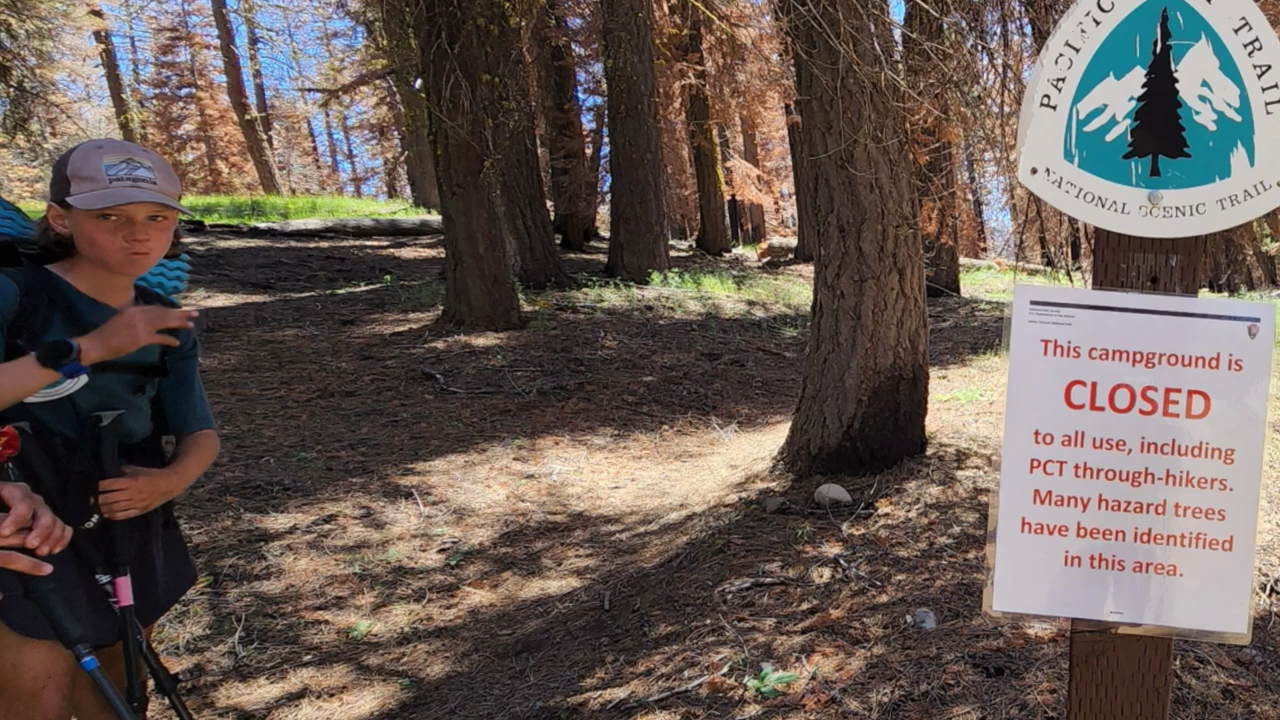 PACIFIC
TRAIL
NATIONAL SCENIC TRAIL
patagonia
This campground is
CLOSED
to all use, including
PCT through-hikers.
Many hazard trees
have been identified
in this area.